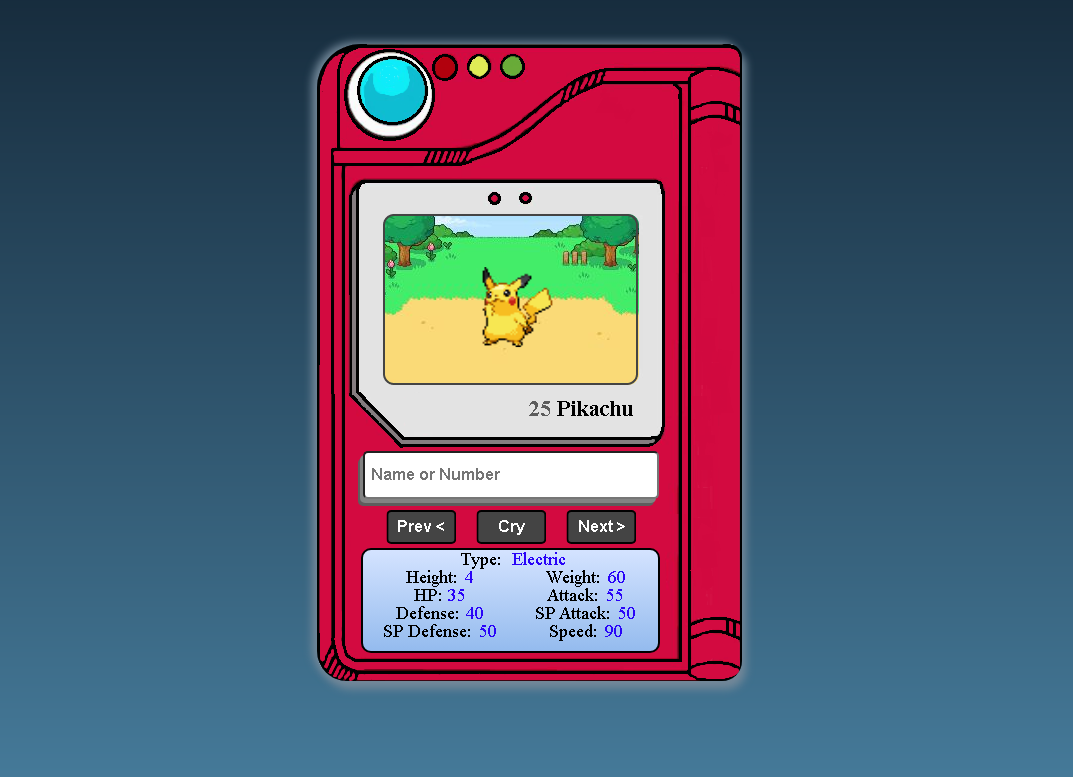 25 Pikachu
Name or Number
Prev < Cry Next >
Type: Electric
Height: 4 Weight: 60
HP: 35 Attack: 55
Defense: 40 SP Attack: 50
SP Defense: 50 Speed: 90